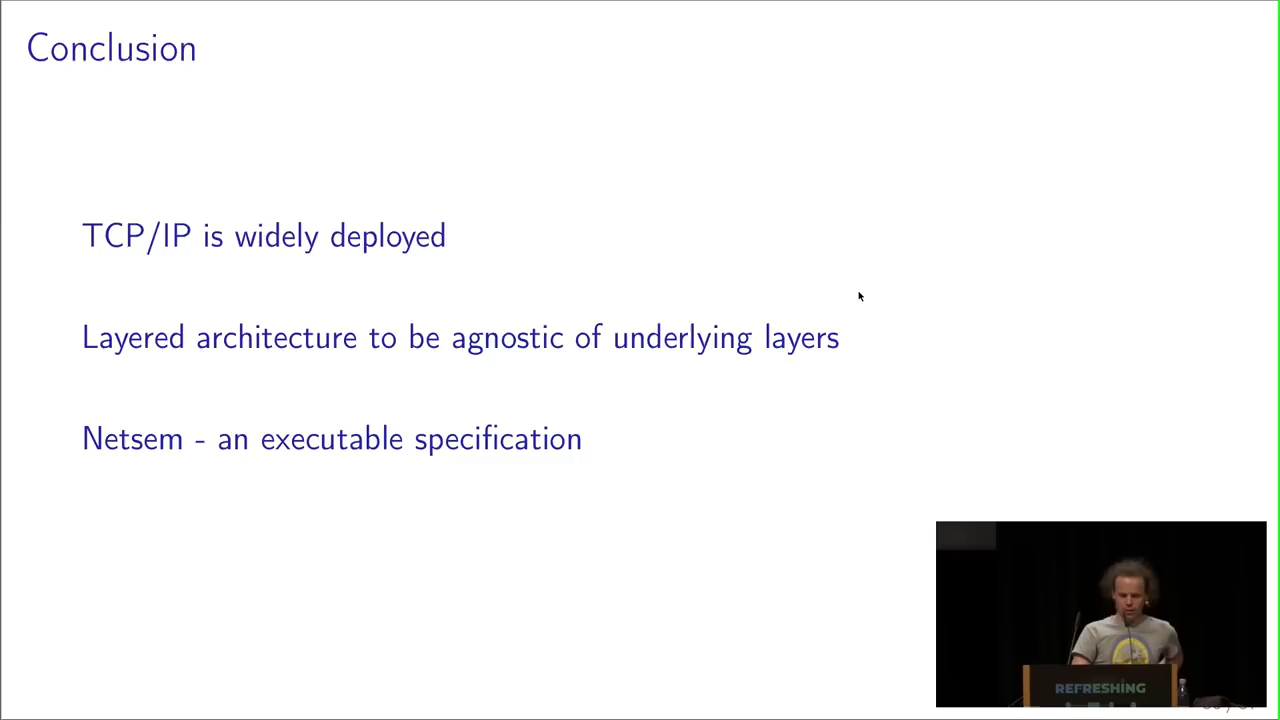 Conclusion
TCP/IP is widely deployed
Layered architecture to be agnostic of underlying layers
Netsem - an executable specification
REFRESHING